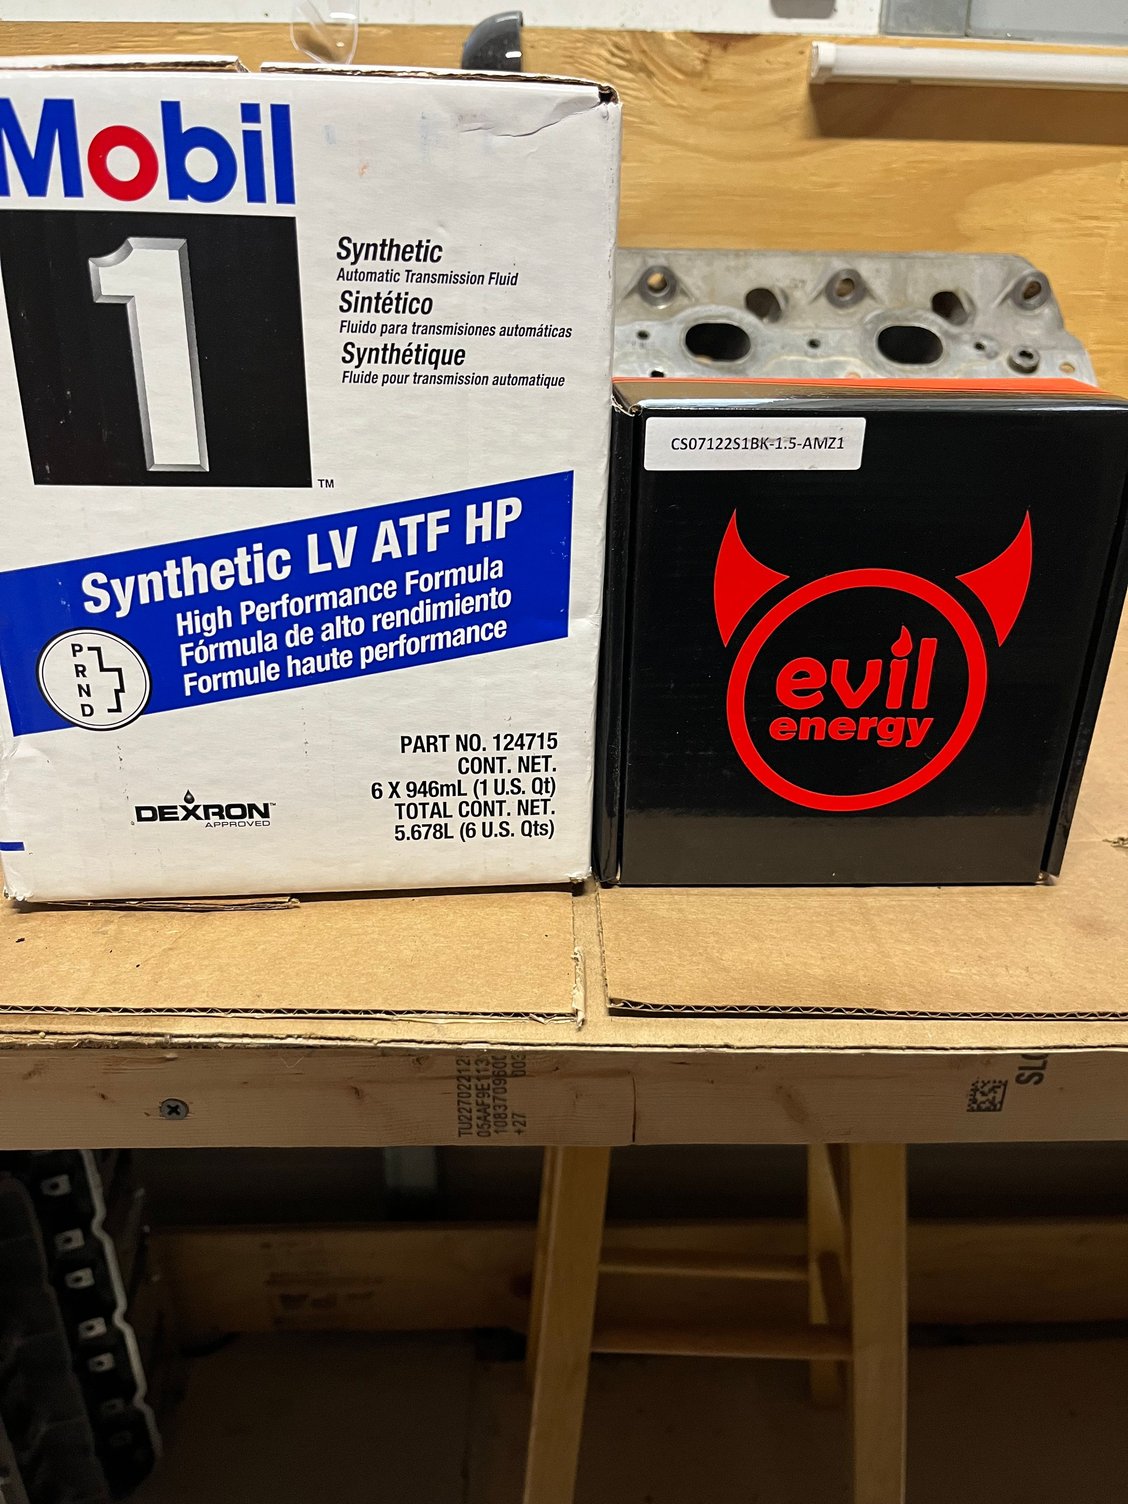 Mobil
1
TM
Synthetic
Automatic Transmission Fluid
Sintético
Fluido para transmisiones automáticas
Synthétique
Fluide pour transmission automatique
Synthetic LV ATF HP
High Performance Formula
Fórmula de alto rendimiento
Formule haute performance
P
R
N
D
PART NO. 124715
CONT. NET.
6 X 946mL (1 U.S. Qt)
TOTAL CONT. NET.
5.678L (6 U.S. Qts)
DEXRON™
APPROVED
CS07122S1BK-1.5-AMZ1
evil
energy
+27